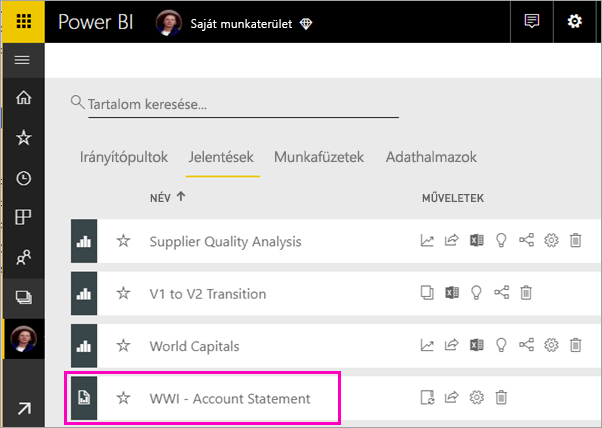 Power BI
Saját munkaterület
Tartalom keresése...
Irányítópultok Jelentések Munkafüzetek Adathalmazok
NÉV MŰVELETEK
Supplier Quality Analysis
V1 to V2 Transition
World Capitals
WWI - Account Statement